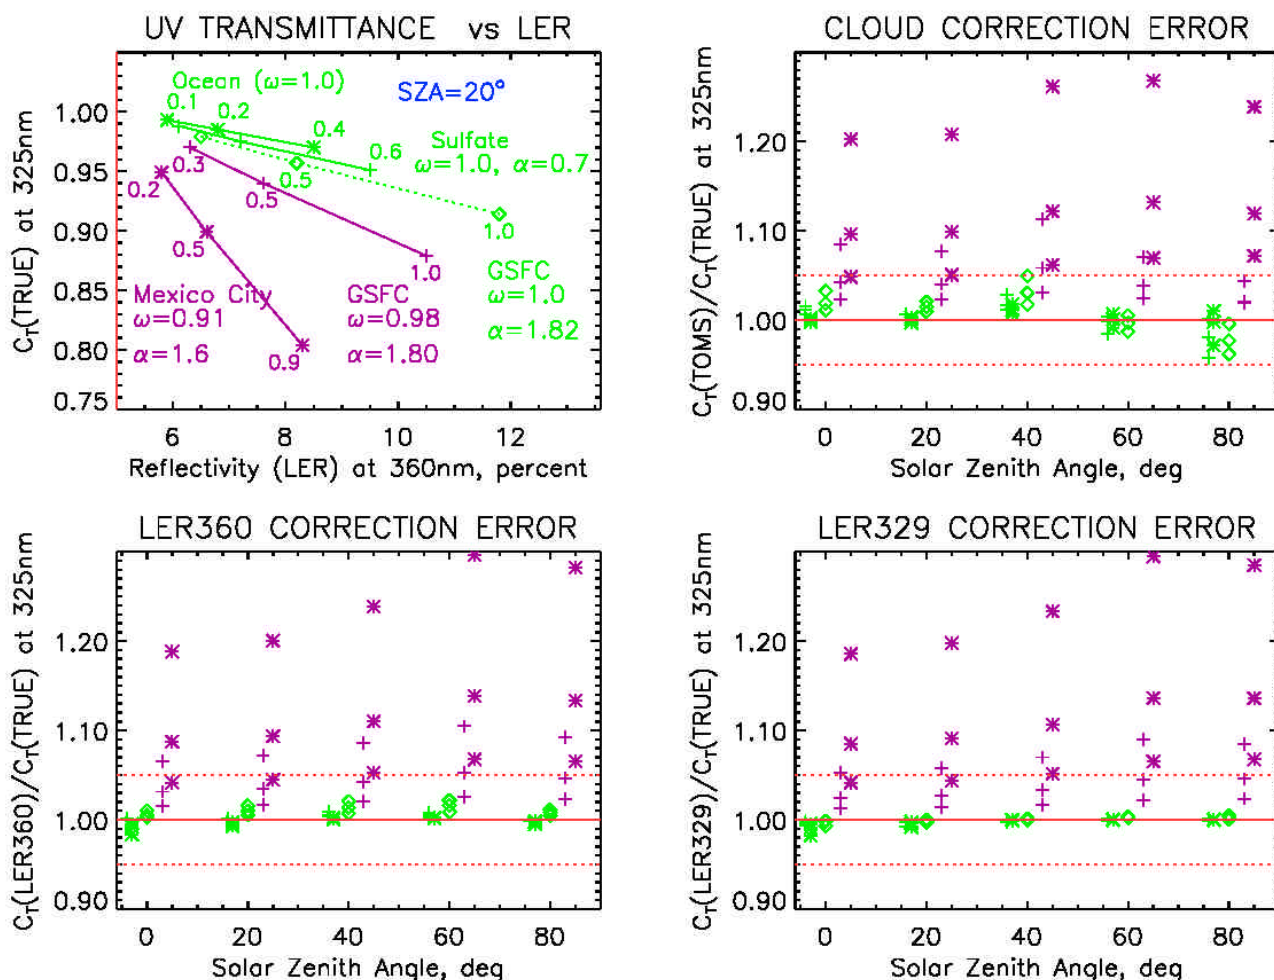 UV TRANSMITTANCE vs LER
C_T(TRUE) at 325nm
1.00
0.95
0.90
0.85
0.80
0.75
Ocean (ω=1.0)
SZA=20°
0.1
0.2
0.4
0.6
Sulfate
ω=1.0, α=0.7
0.3
0.2
0.5
0.5
0.5
1.0
1.0
0.9
Mexico City
ω=0.91
α=1.6
GSFC
ω=0.98
α=1.80
GSFC
ω=1.0
α=1.82
6 8 10 12
Reflectivity (LER) at 360nm, percent
CLOUD CORRECTION ERROR
C_T(TOMS)/C_T(TRUE) at 325nm
1.20
1.10
1.00
0.90
0 20 40 60 80
Solar Zenith Angle, deg
LER360 CORRECTION ERROR
C_T(LER360)/C_T(TRUE) at 325nm
1.20
1.10
1.00
0.90
0 20 40 60 80
Solar Zenith Angle, deg
LER329 CORRECTION ERROR
C_T(LER329)/C_T(TRUE) at 325nm
1.20
1.10
1.00
0.90
0 20 40 60 80
Solar Zenith Angle, deg